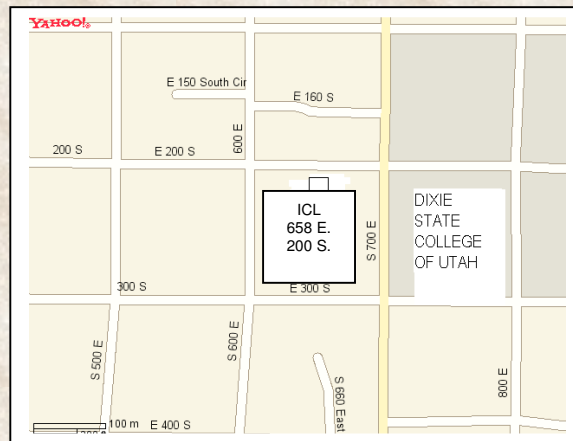 YAHOO!
E 150 South Cir
E 160 S
600 E
200 S
E 200 S
ICL
658 E.
200 S.
S 700 E
DIXIE
STATE
COLLEGE
OF UTAH
300 S
E 300 S
S 500 E
S 600 E
S 660 East
800 E
100 m
E 400 S